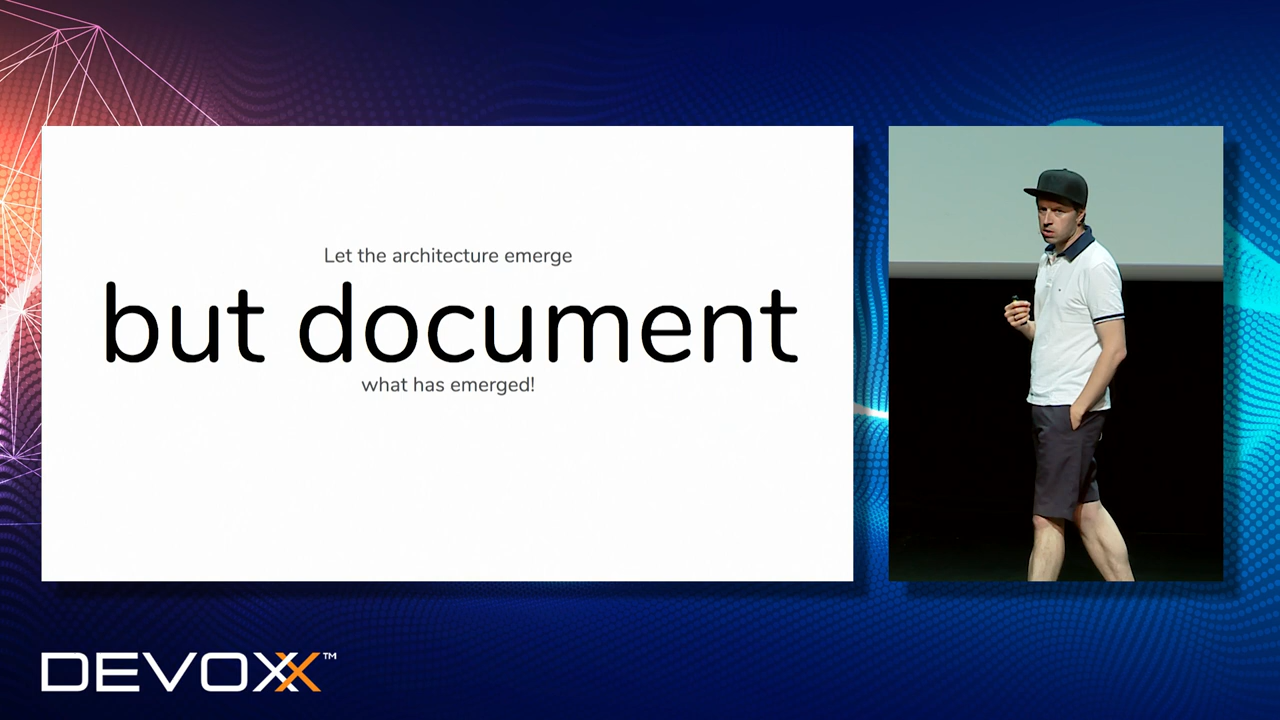 Let the architecture emerge
but document
what has emerged!
DEVOXX™